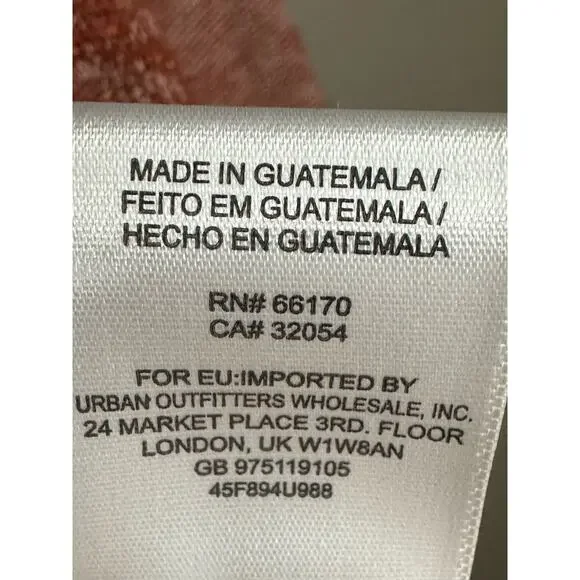 MADE IN GUATEMALA /
FEITO EM GUATEMALA /
HECHO EN GUATEMALA
RN# 66170
CA# 32054
FOR EU:IMPORTED BY
URBAN OUTFITTERS WHOLESALE, INC.
24 MARKET PLACE 3RD. FLOOR
LONDON, UK W1W8AN
GB 975119105
45F894U988